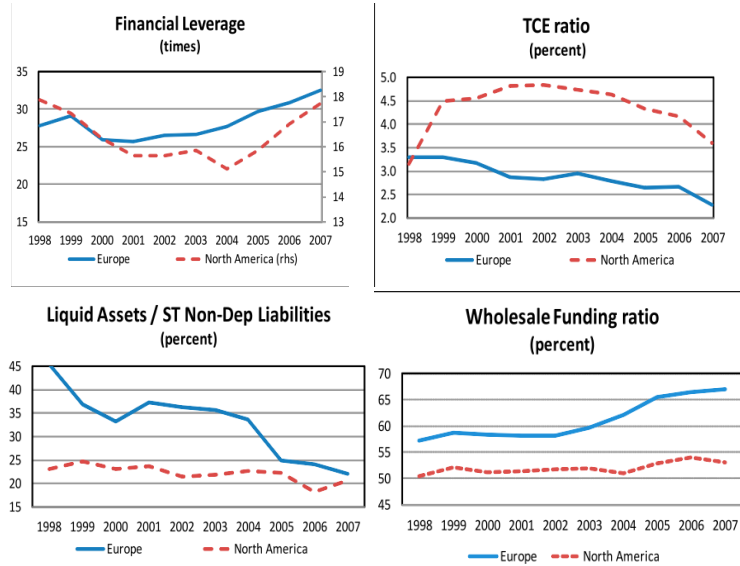 Financial Leverage
(times)
35
30
25
20
15
19
18
17
16
15
14
13
1998 1999 2000 2001 2002 2003 2004 2005 2006 2007
Europe North America (rhs)
TCE ratio
(percent)
5.0
4.5
4.0
3.5
3.0
2.5
2.0
1998 1999 2000 2001 2002 2003 2004 2005 2006 2007
Europe North America
Liquid Assets / ST Non-Dep Liabilities
(percent)
45
40
35
30
25
20
15
1998 1999 2000 2001 2002 2003 2004 2005 2006 2007
Europe North America
Wholesale Funding ratio
(percent)
70
65
60
55
50
45
1998 1999 2000 2001 2002 2003 2004 2005 2006 2007
Europe North America